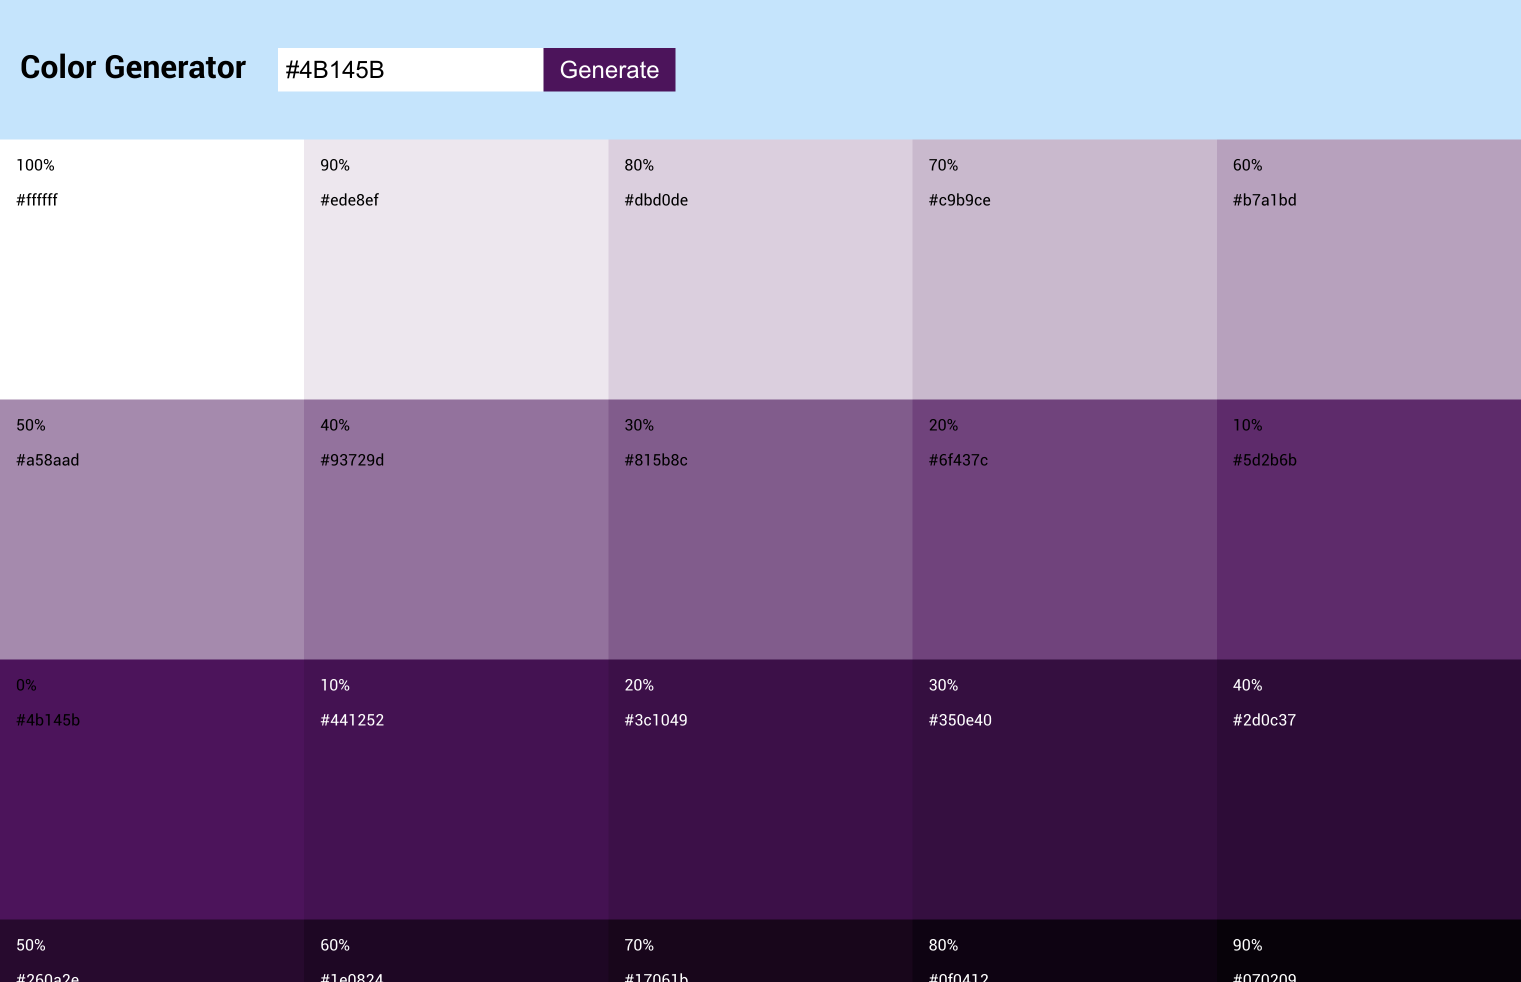 Color Generator
#4B145B
Generate
100%
#ffffff
90%
#ede8ef
80%
#dbd0de
70%
#c9b9ce
60%
#b7a1bd
50%
#a58aad
40%
#93729d
30%
#815b8c
20%
#6f437c
10%
#5d2b6b
0%
#4b145b
10%
#441252
20%
#3c1049
30%
#350e40
40%
#2d0c37
50%
#260a2e
60%
#1e0824
70%
#17061b
80%
#0f0412
90%
#070209